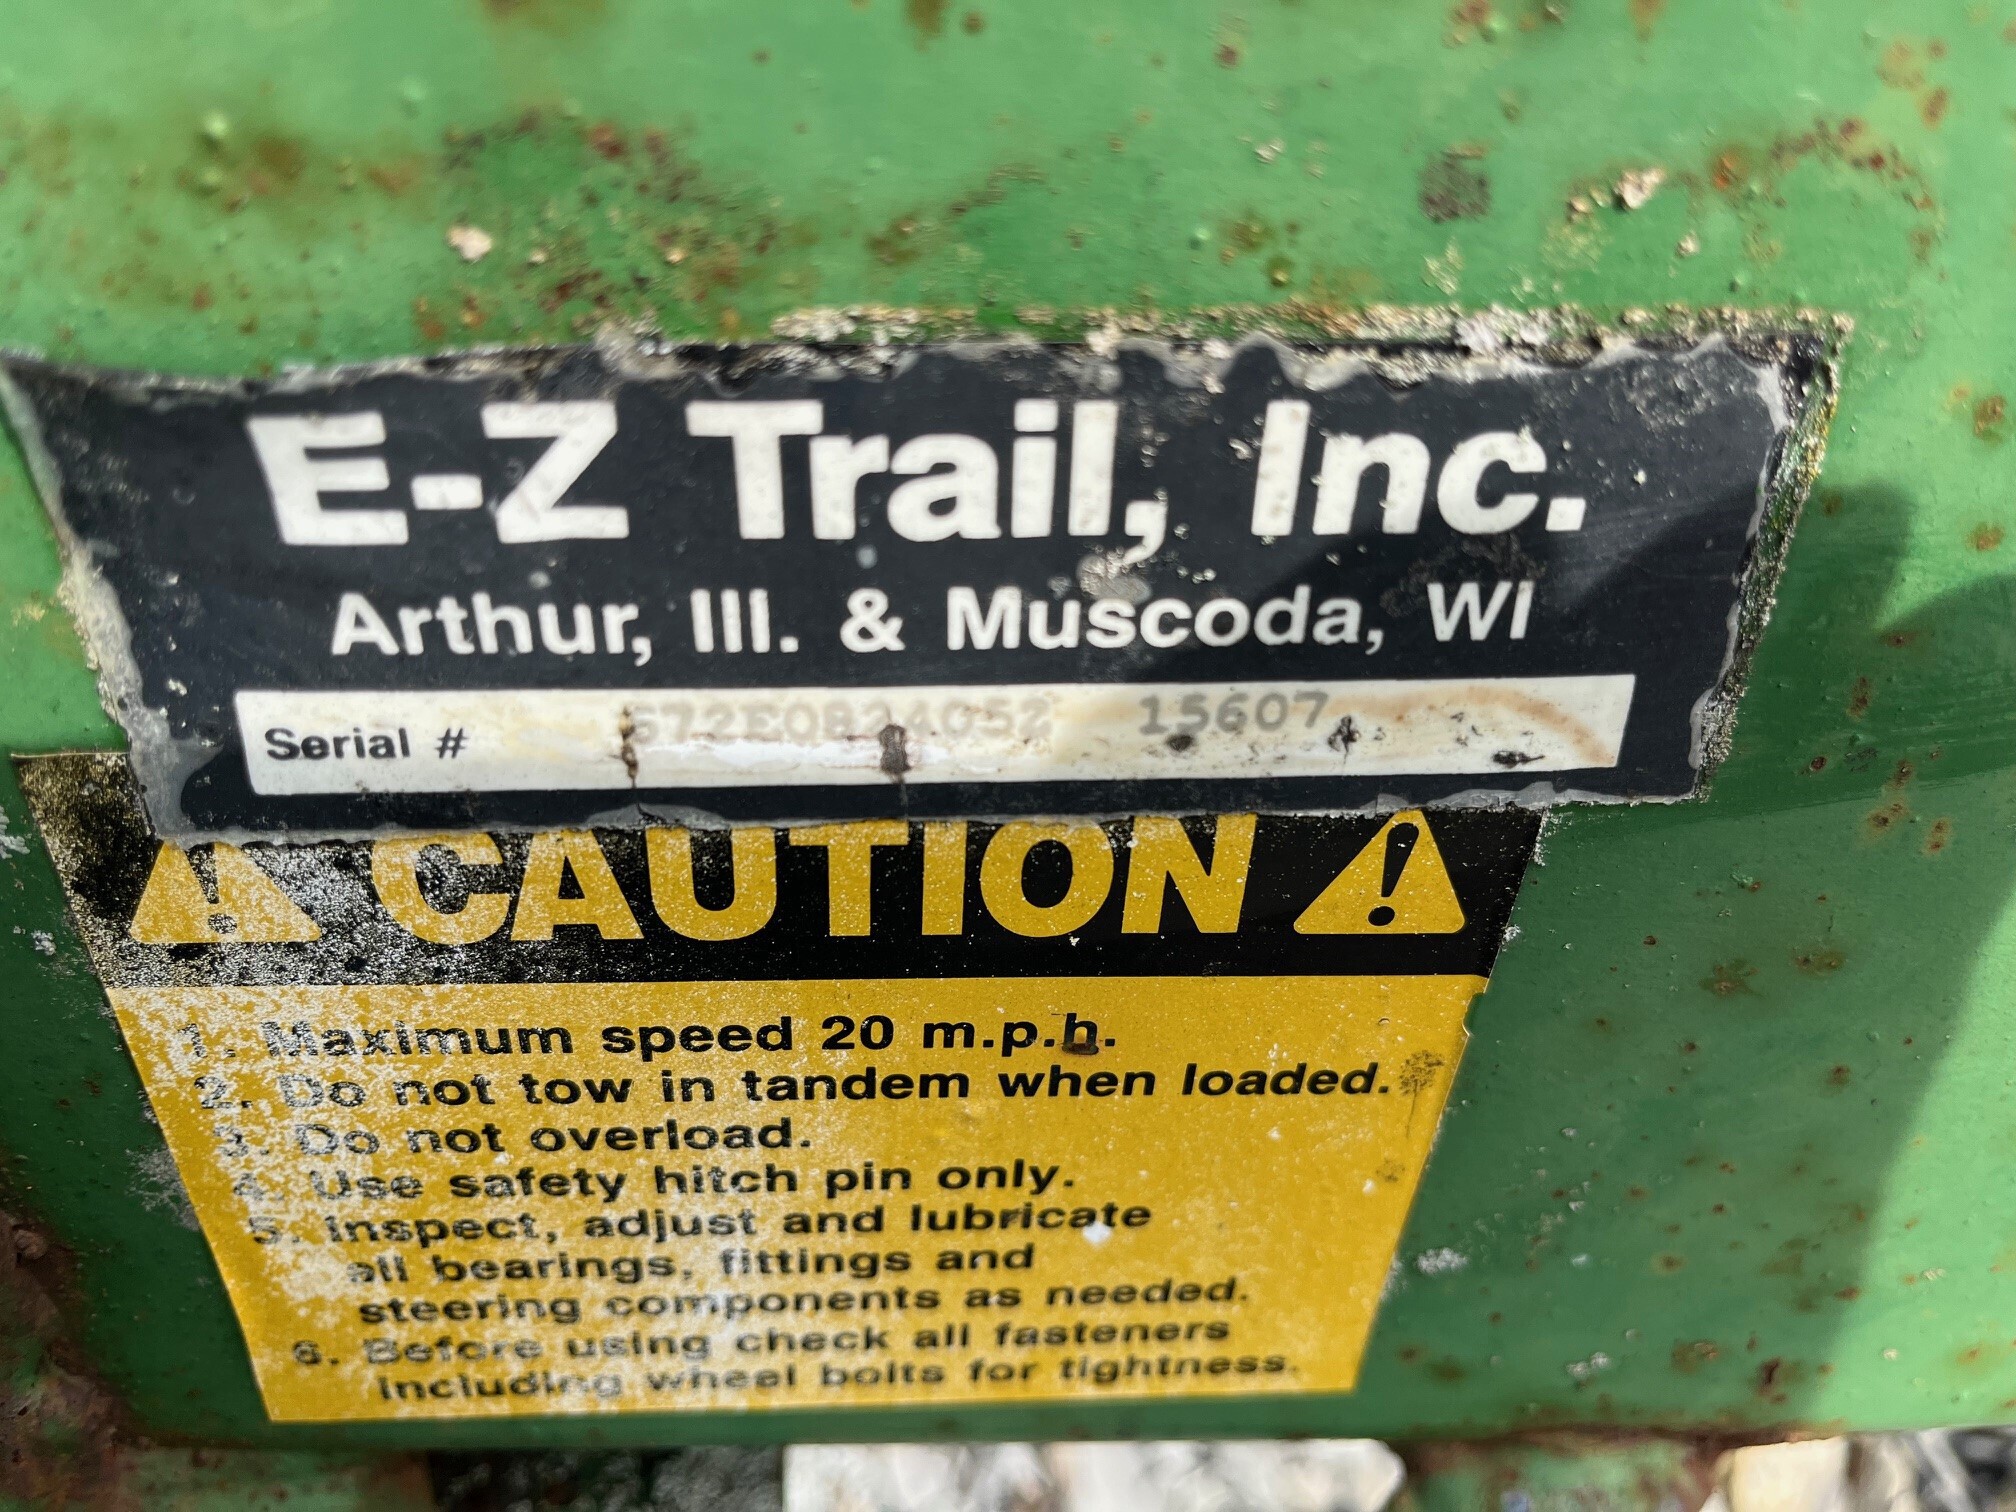 E-Z Trail, Inc.
Arthur, Ill. & Muscoda, WI
Serial # 15607
CAUTION
1. Maximum speed 20 m.p.h.
2. Do not tow in tandem when loaded.
3. Do not overload.
4. Use safety hitch pin only.
5. Inspect, adjust and lubricate
all bearings, fittings and
steering components as needed.
6. Before using check all fasteners
including wheel bolts for tightness.